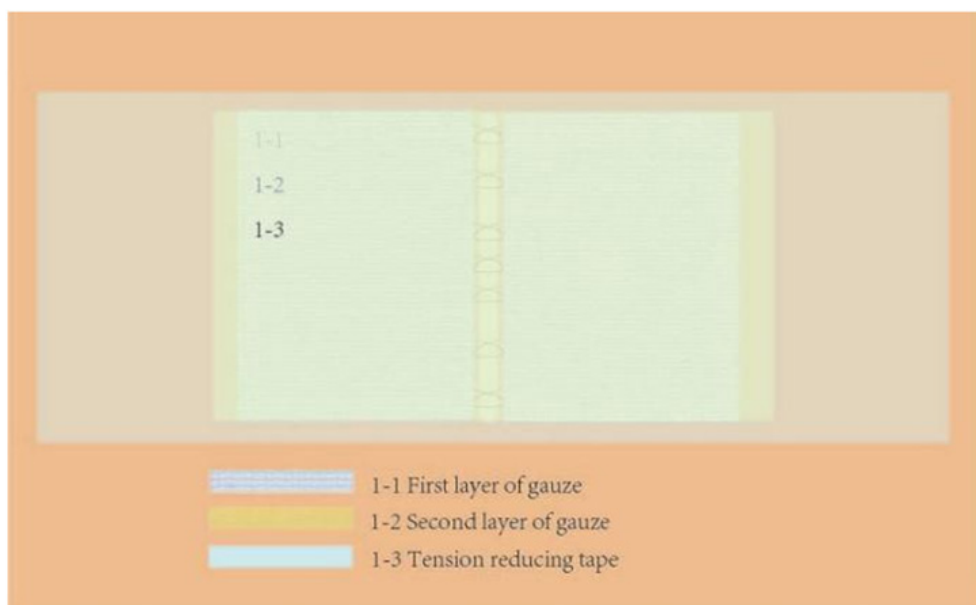 1-1
1-2
1-3
1-1 First layer of gauze
1-2 Second layer of gauze
1-3 Tension reducing tape